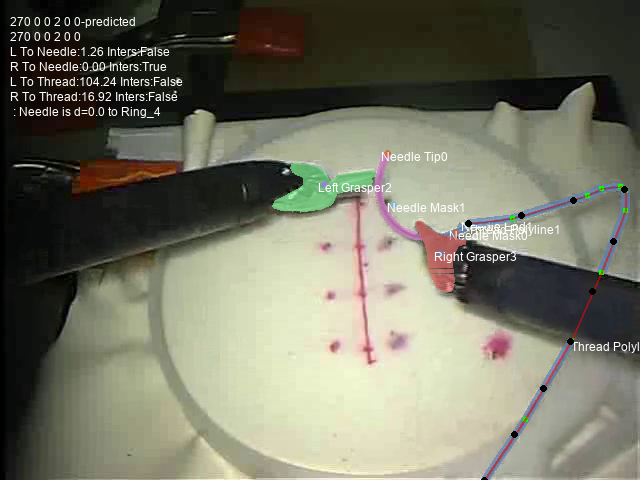 270 0 0 2 0 0-predicted
270 0 0 2 0 0
L To Needle:1.26 Inters:False
R To Needle:0.00 Inters:True
L To Thread:104.24 Inters:False
R To Thread:16.92 Inters:False
: Needle is d=0.0 to Ring_4
Needle Tip0
Left Grasper2
Needle Mask1
Needle Mask0
Right Grasper3
Thread Polyl